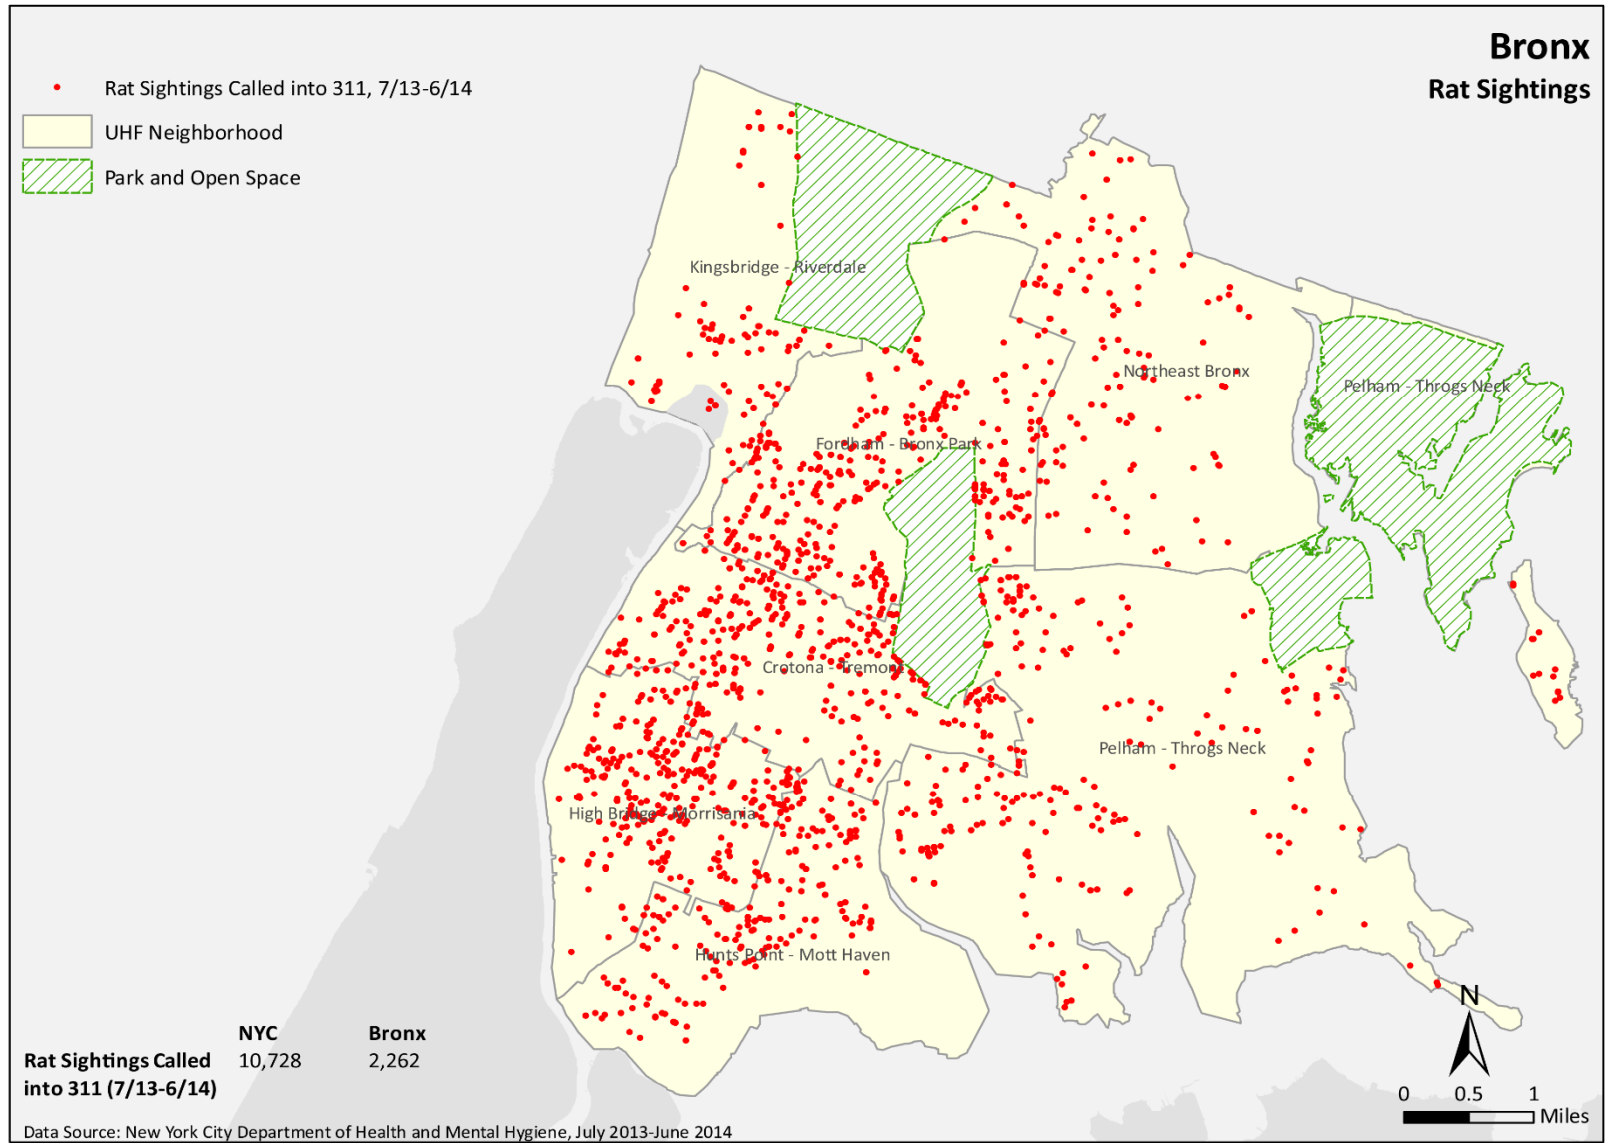 Bronx
Rat Sightings
Rat Sightings Called into 311, 7/13-6/14
UHF Neighborhood
Park and Open Space
Kingsbridge - Riverdale
Northeast Bronx
Pelham - Throgs Neck
Fordham - Bronx Park
Crotona - Tremont
Pelham - Throgs Neck
High Bridge - Morrisania
Hunts Point - Mott Haven
N
NYC Bronx
Rat Sightings Called 10,728 2,262
into 311 (7/13-6/14)
0 0.5 1
Miles
Data Source: New York City Department of Health and Mental Hygiene, July 2013-June 2014